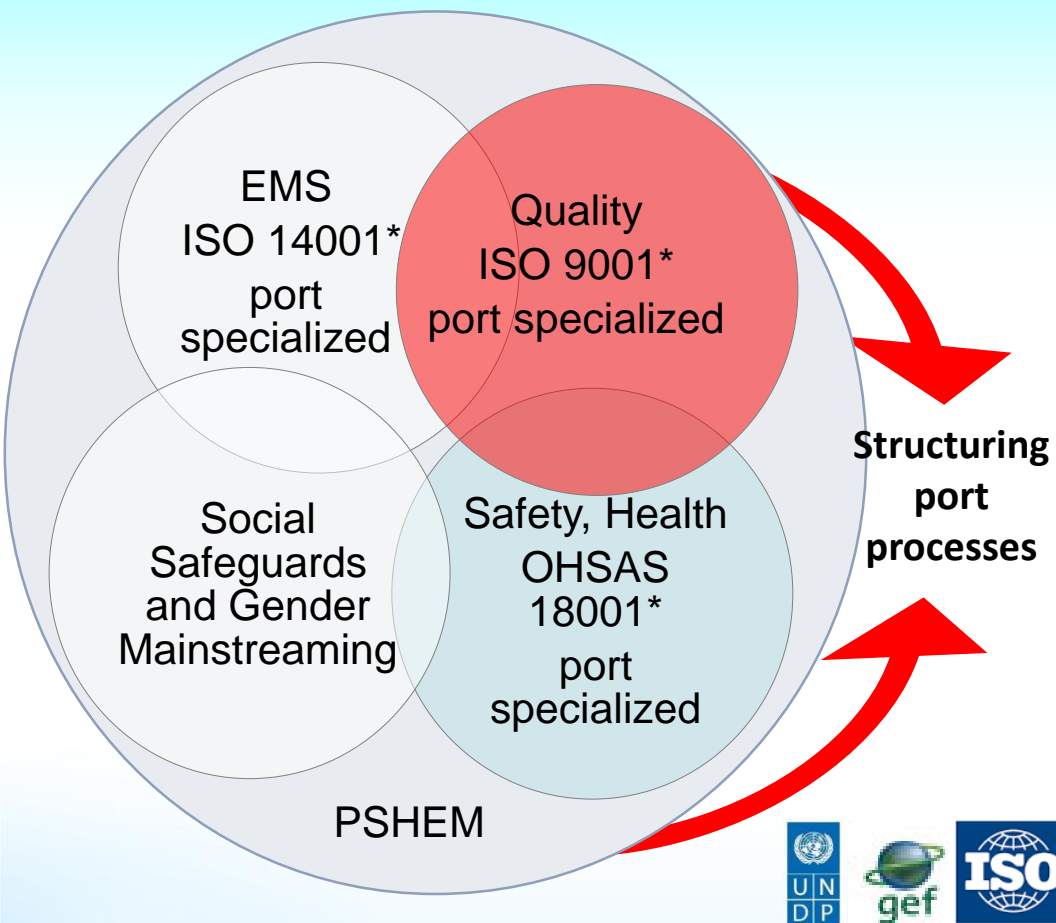 EMS
ISO 14001*
port
specialized
Quality
ISO 9001*
port specialized
Social
Safeguards
and Gender
Mainstreaming
Safety, Health
OHSAS
18001*
port
specialized
PSHEM
Structuring
port
processes
U N
D P
gef
ISO